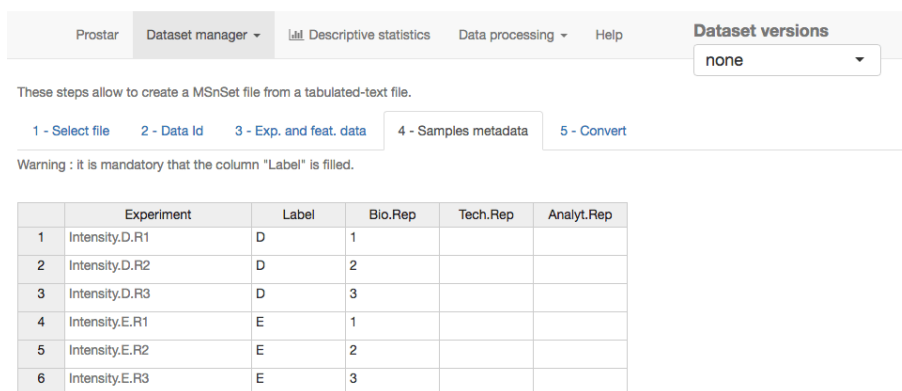 Prostar Dataset manager Descriptive statistics Data processing Help Dataset versions
none
These steps allow to create a MSnSet file from a tabulated-text file.
1 - Select file 2 - Data Id 3 - Exp. and feat. data 4 - Samples metadata 5 - Convert
Warning : it is mandatory that the column "Label" is filled.
Experiment Label Bio.Rep Tech.Rep Analyt.Rep
1 Intensity.D.R1 D 1
2 Intensity.D.R2 D 2
3 Intensity.D.R3 D 3
4 Intensity.E.R1 E 1
5 Intensity.E.R2 E 2
6 Intensity.E.R3 E 3